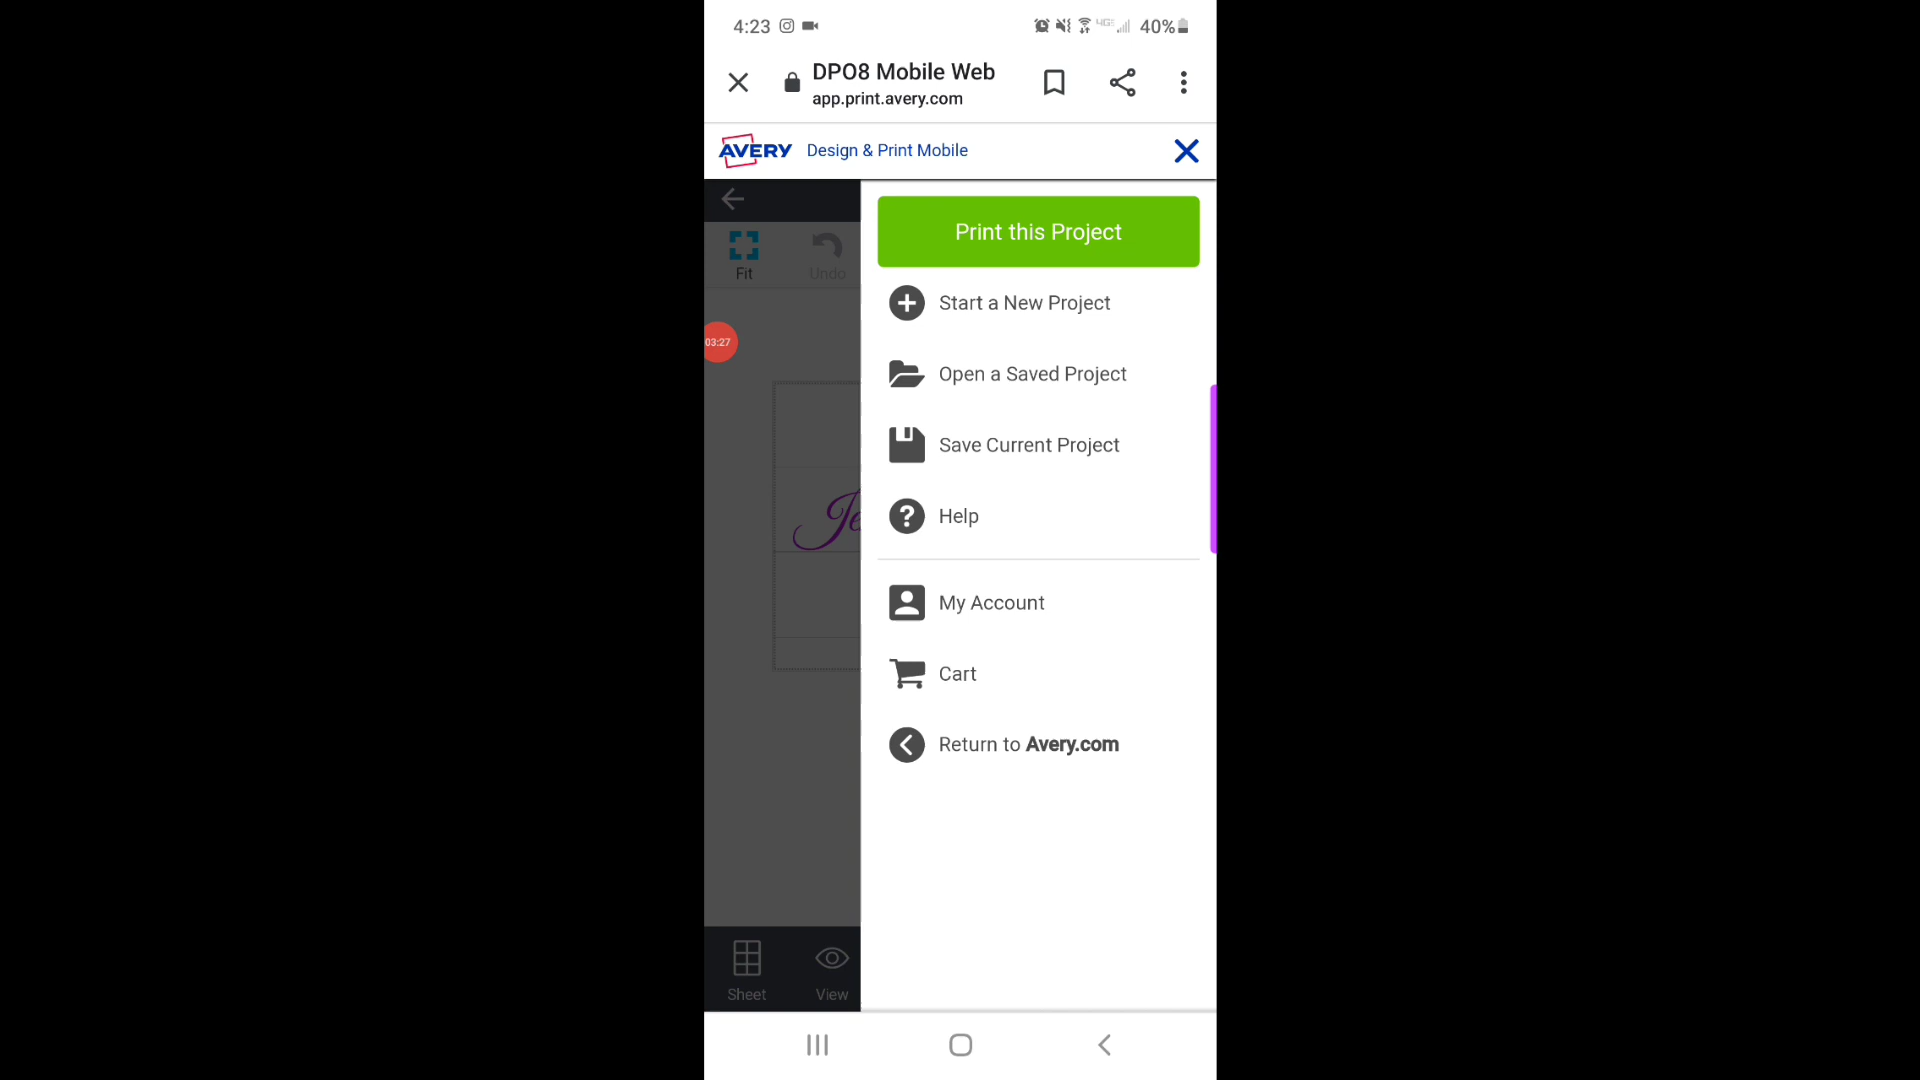 4:23
40%
DPO8 Mobile Web
app.print.avery.com
AVERY Design & Print Mobile
Print this Project
Fit
Undo
Start a New Project
03:27
Open a Saved Project
Save Current Project
Je
Help
My Account
Cart
Return to Avery.com
Sheet
View